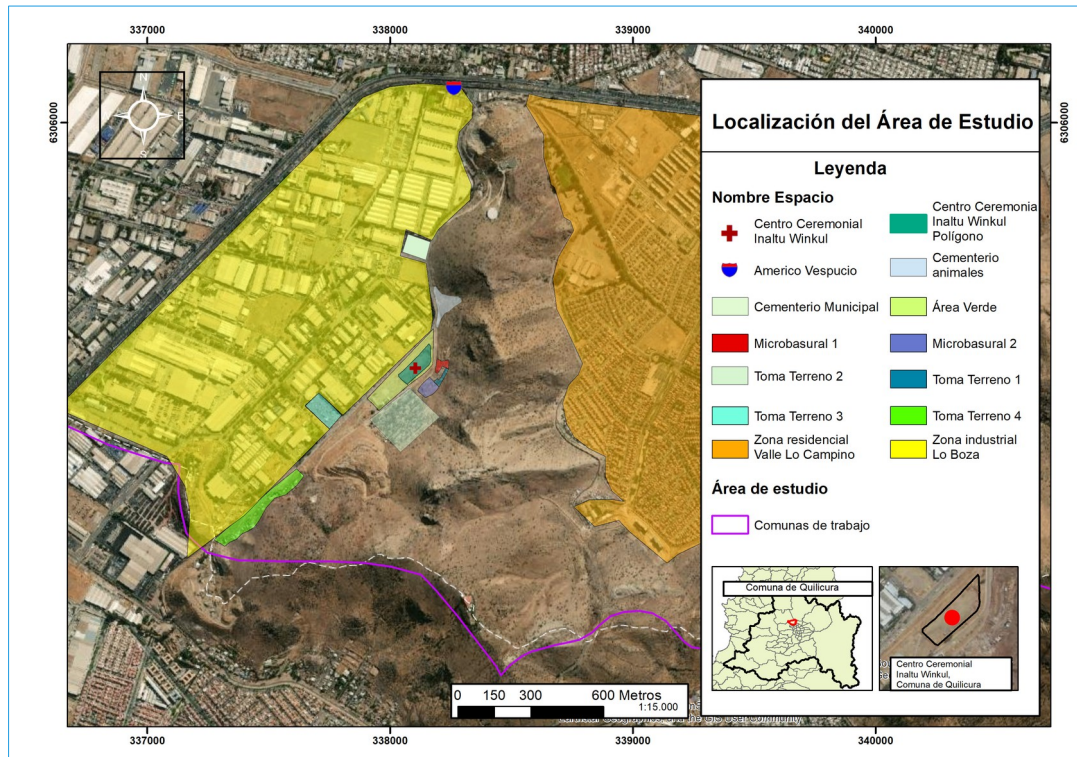 337000
338000
339000
340000
6306000
6306000
N
E
S
Localización del Área de Estudio
Leyenda
Nombre Espacio
Centro Ceremonial
Inaltu Winkul
Centro Ceremonia
Inaltu Winkul
Polígono
Americo Vespucio
Cementerio
animales
Cementerio Municipal
Área Verde
Microbasural 1
Microbasural 2
Toma Terreno 2
Toma Terreno 1
Toma Terreno 3
Toma Terreno 4
Zona residencial
Valle Lo Campino
Zona industrial
Lo Boza
Área de estudio
Comunas de trabajo
Comuna de Quilicura
Centro Ceremonial
Inaltu Winkul,
Comuna de Quilicura
0 150 300 600 Metros
1:15.000
User Community
337000
338000
339000
340000